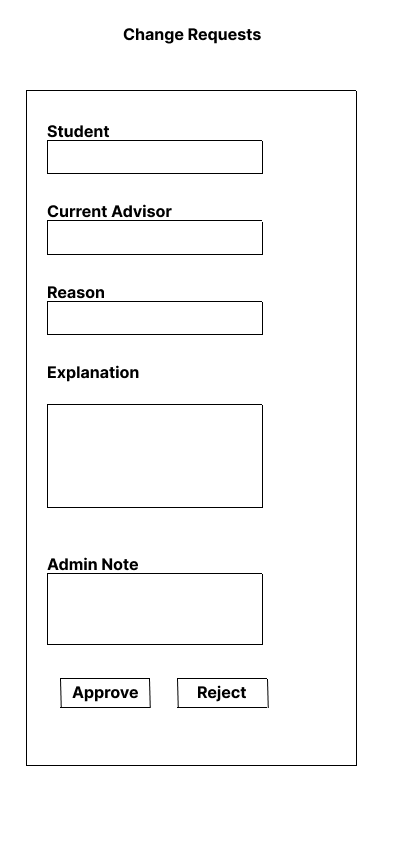 Change Requests
Student
Current Advisor
Reason
Explanation
Admin Note
Approve Reject